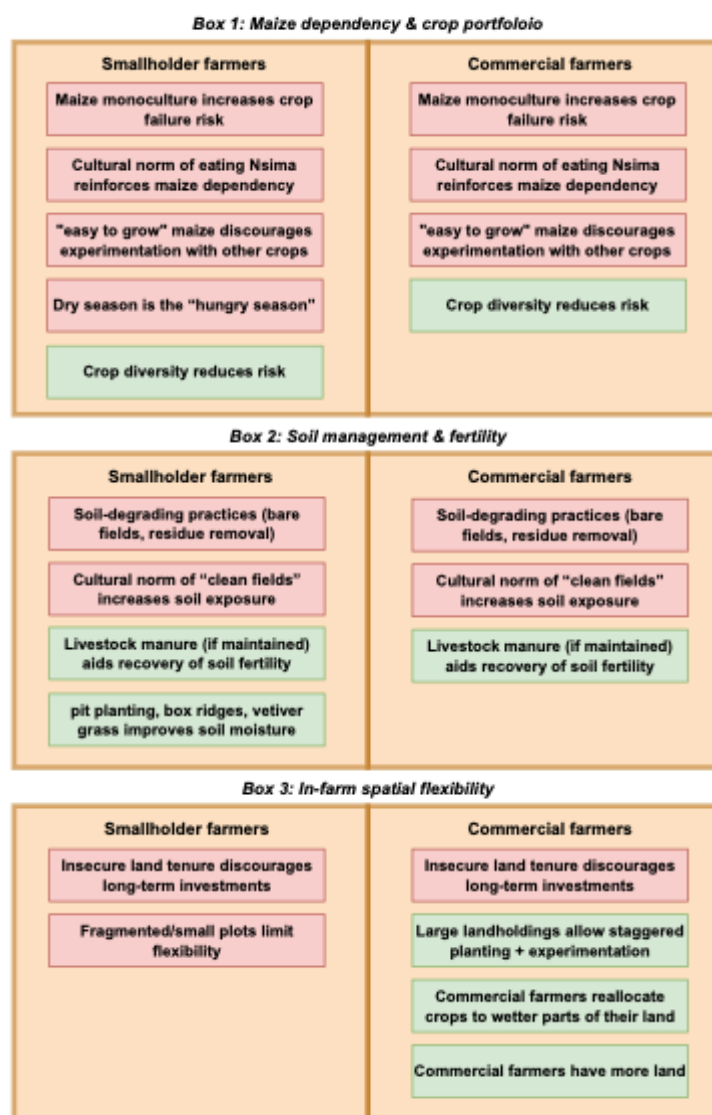 Box 1: Maize dependency & crop portfoloio
Smallholder farmers
Maize monoculture increases crop
failure risk
Cultural norm of eating Nsima
reinforces maize dependency
"easy to grow" maize discourages
experimentation with other crops
Dry season is the “hungry season”
Crop diversity reduces risk
Commercial farmers
Maize monoculture increases crop
failure risk
Cultural norm of eating Nsima
reinforces maize dependency
"easy to grow" maize discourages
experimentation with other crops
Crop diversity reduces risk
Box 2: Soil management & fertility
Smallholder farmers
Soil-degrading practices (bare
fields, residue removal)
Cultural norm of “clean fields”
increases soil exposure
Livestock manure (if maintained)
aids recovery of soil fertility
pit planting, box ridges, vetiver
grass improves soil moisture
Commercial farmers
Soil-degrading practices (bare
fields, residue removal)
Cultural norm of “clean fields”
increases soil exposure
Livestock manure (if maintained)
aids recovery of soil fertility
Box 3: In-farm spatial flexibility
Smallholder farmers
Insecure land tenure discourages
long-term investments
Fragmented/small plots limit
flexibility
Commercial farmers
Insecure land tenure discourages
long-term investments
Large landholdings allow staggered
planting + experimentation
Commercial farmers reallocate
crops to wetter parts of their land
Commercial farmers have more land